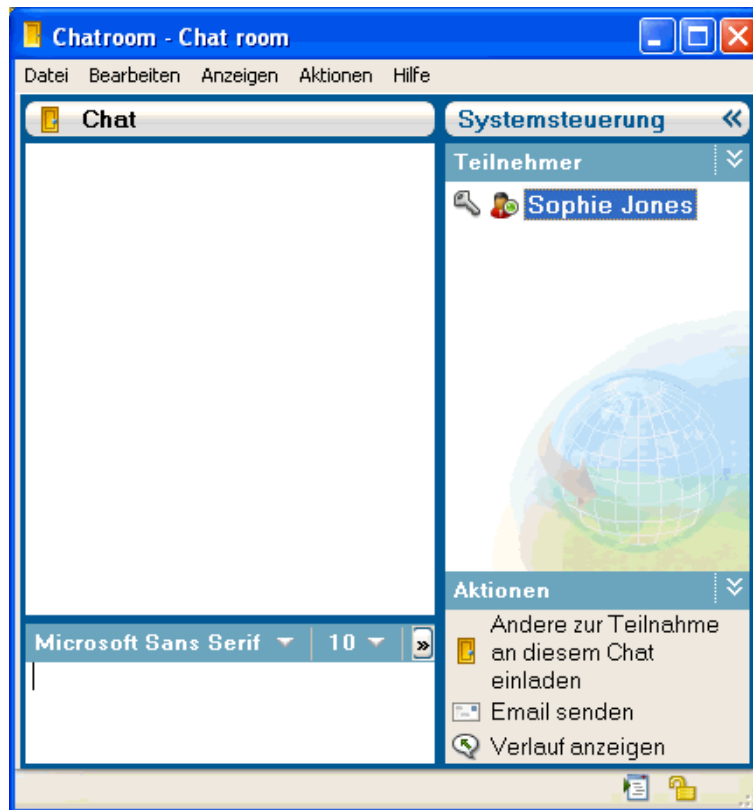 Chatroom - Chat room
Datei Bearbeiten Anzeigen Aktionen Hilfe
Chat
Systemsteuerung
Teilnehmer
Sophie Jones
Aktionen
Andere zur Teilnahme
an diesem Chat
einladen
Email senden
Verlauf anzeigen
Microsoft Sans Serif 10